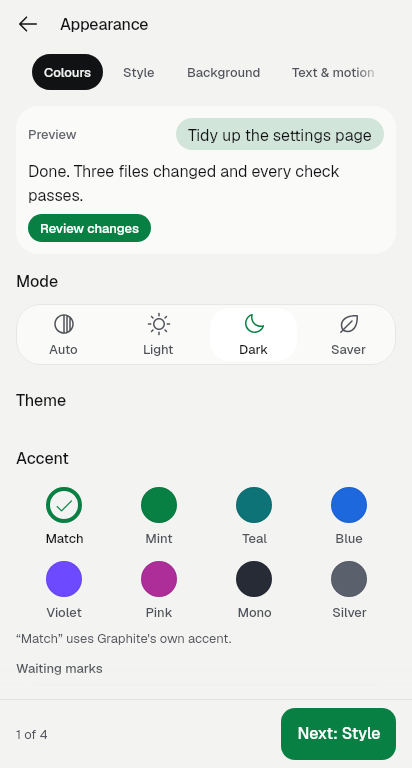 Appearance
Colours
Style
Background
Text & motion
Preview
Tidy up the settings page
Done. Three files changed and every check
passes.
Review changes
Mode
Auto
Light
Dark
Saver
Theme
Accent
Match
Mint
Teal
Blue
Violet
Pink
Mono
Silver
“Match” uses Graphite's own accent.
Waiting marks
1 of 4
Next: Style